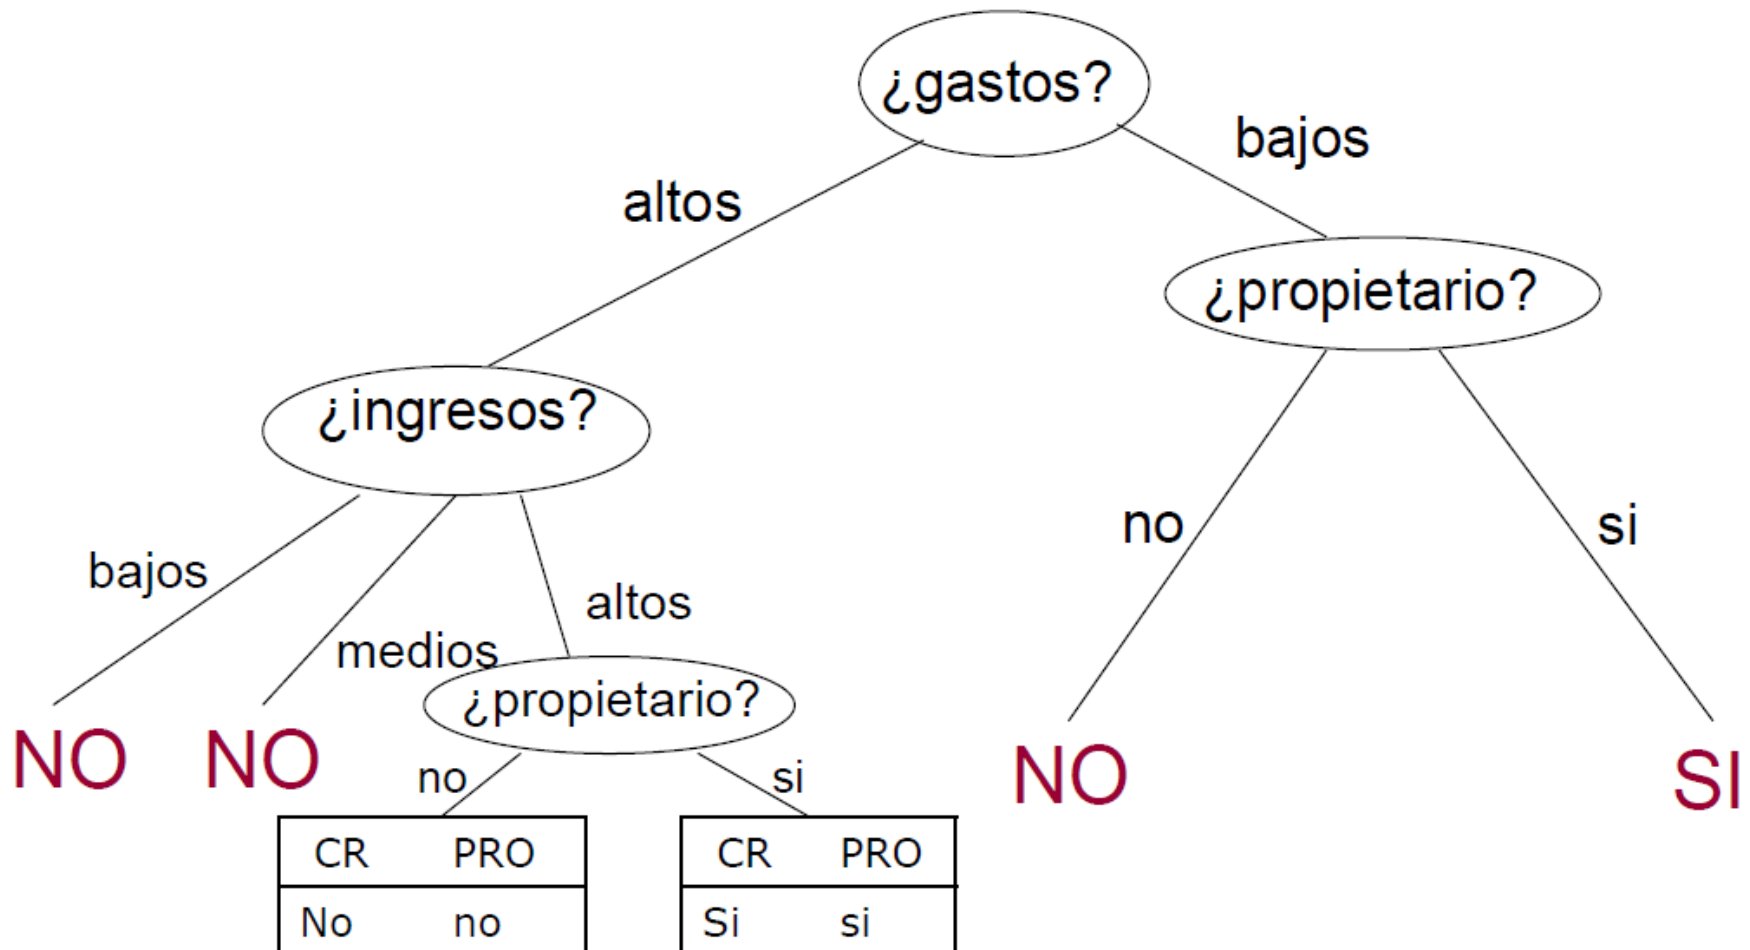 ¿gastos?
bajos
altos
¿propietario?
¿ingresos?
no
si
bajos
altos
medios
¿propietario?
NO
NO
no
si
NO
SI
CR PRO
No no
CR PRO
Si si